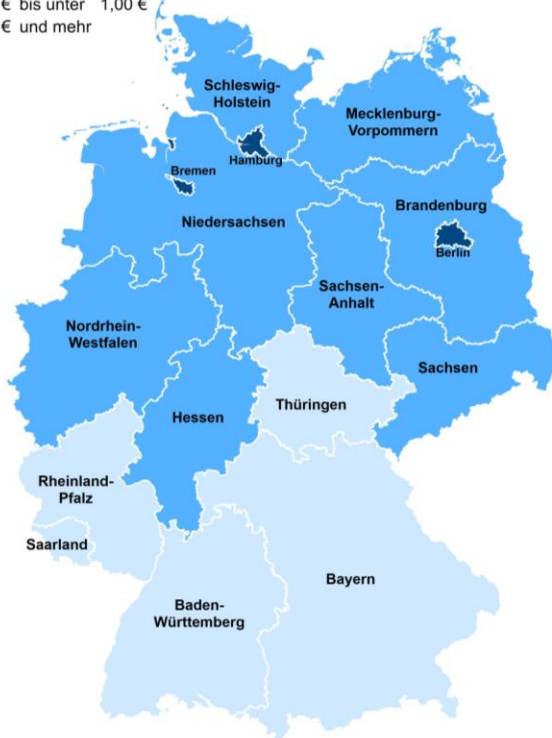 € bis unter 1,00 €
€ und mehr
Schleswig-
Holstein
Mecklenburg-
Vorpommern
Hamburg
Bremen
Brandenburg
Niedersachsen
Berlin
Sachsen-
Anhalt
Nordrhein-
Westfalen
Sachsen
Thüringen
Hessen
Rheinland-
Pfalz
Saarland
Bayern
Baden-
Württemberg